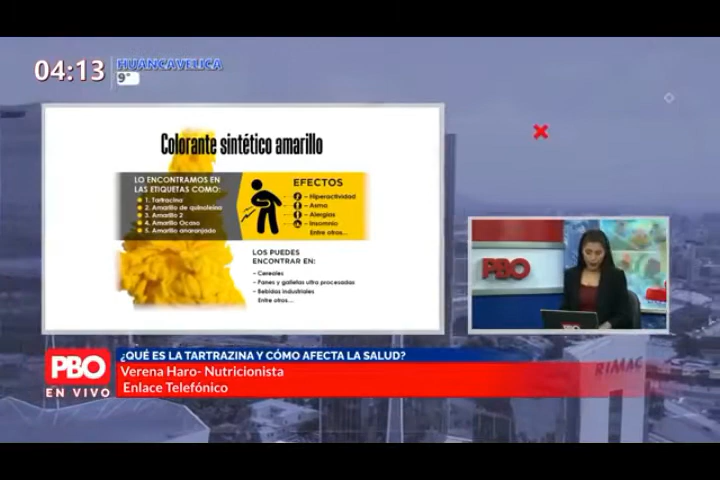 04:13
HUANCAVELICA
9°
Colorante sintético amarillo
LO ENCONTRAMOS EN
LAS ETIQUETAS COMO:
1. Tartracina
2. Amarillo de quinoleína
3. Amarillo 2
4. Amarillo Ocaso
5. Amarillo anaranjado
EFECTOS
– Hiperactividad
– Asma
– Alergias
– Insomnio
Entre otros...
LOS PUEDES
ENCONTRAR EN:
– Cereales
– Panes y galletas ultra procesadas
– Bebidas industriales
Entre otros...
PBO
PBO
PBO
EN VIVO
¿QUÉ ES LA TARTRAZINA Y CÓMO AFECTA LA SALUD?
Verena Haro- Nutricionista
Enlace Telefónico
RIMAC